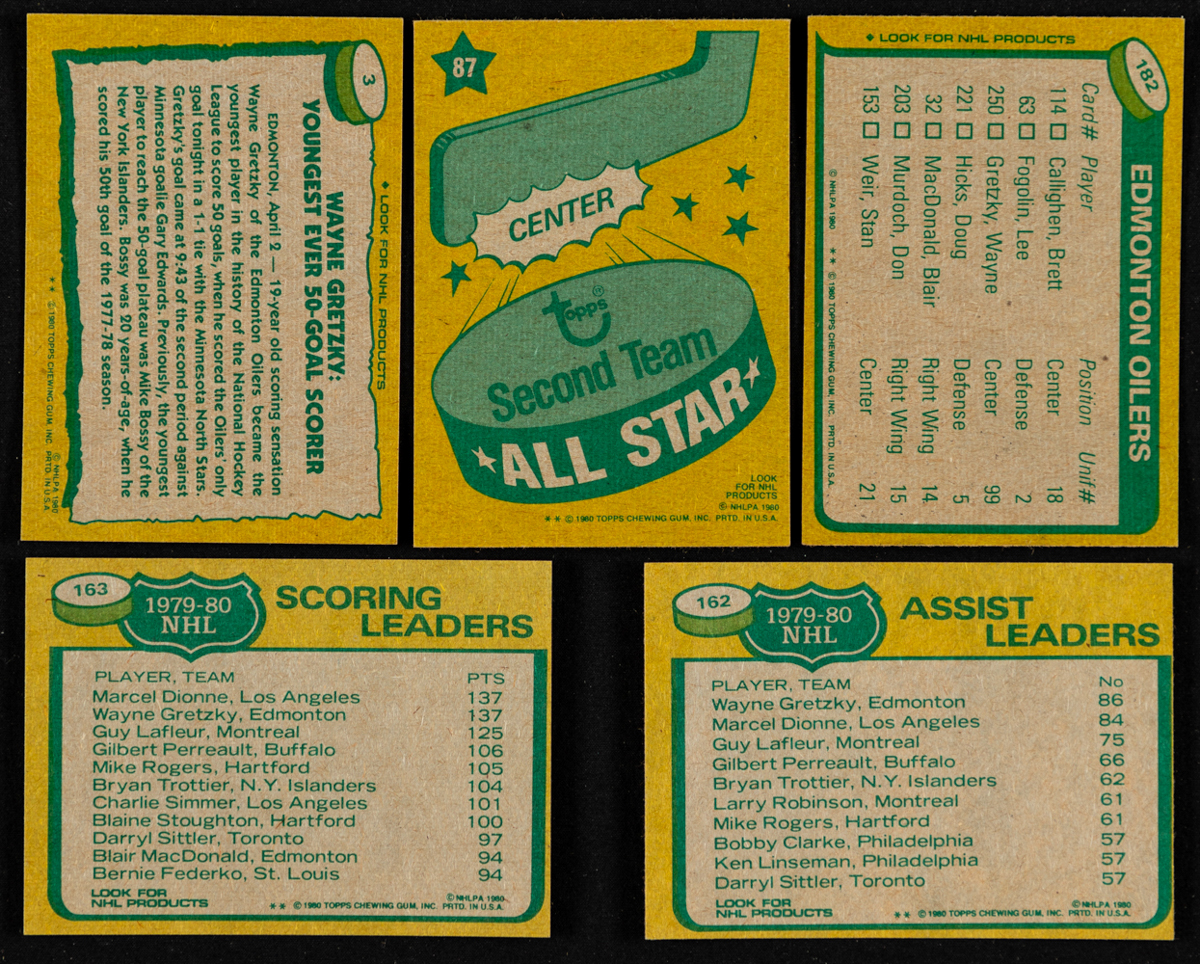 3
◆ LOOK FOR NHL PRODUCTS
WAYNE GRETZKY:
YOUNGEST EVER 50-GOAL SCORER
EDMONTON, April 2 — 19-year old scoring sensation
Wayne Gretzky of the Edmonton Oilers became the
youngest player in the history of the National Hockey
League to score 50 goals, when he scored the Oilers' only
goal tonight in a 1-1 tie with the Minnesota North Stars.
Gretzky's goal came at 9:43 of the second period against
Minnesota goalie Gary Edwards. Previously, the youngest
player to reach the 50-goal plateau was Mike Bossy of the
New York Islanders. Bossy was 20 years-of-age, when he
scored his 50th goal of the 1977-78 season.
© NHLPA 1980
** © 1980 TOPPS CHEWING GUM, INC. PRTD. IN U.S.A.
87
CENTER
topps®
Second Team
ALL STAR
LOOK
FOR NHL
PRODUCTS
© NHLPA 1980
** © 1980 TOPPS CHEWING GUM, INC. PRTD. IN U.S.A.
◆ LOOK FOR NHL PRODUCTS
182
EDMONTON OILERS
Card# Player Position Unif#
114 □ Callighen, Brett Center 18
63 □ Fogolin, Lee Defense 2
250 □ Gretzky, Wayne Center 99
221 □ Hicks, Doug Defense 5
32 □ MacDonald, Blair Right Wing 14
203 □ Murdoch, Don Right Wing 15
153 □ Weir, Stan Center 21
© NHLPA 1980 ** © 1980 TOPPS CHEWING GUM, INC. PRTD. IN U.S.A.
163
1979-80
NHL
SCORING
LEADERS
PLAYER, TEAM PTS
Marcel Dionne, Los Angeles 137
Wayne Gretzky, Edmonton 137
Guy Lafleur, Montreal 125
Gilbert Perreault, Buffalo 106
Mike Rogers, Hartford 105
Bryan Trottier, N.Y. Islanders 104
Charlie Simmer, Los Angeles 101
Blaine Stoughton, Hartford 100
Darryl Sittler, Toronto 97
Blair MacDonald, Edmonton 94
Bernie Federko, St. Louis 94
LOOK FOR
NHL PRODUCTS
© NHLPA 1980
** © 1980 TOPPS CHEWING GUM, INC. PRTD. IN U.S.A.
162
1979-80
NHL
ASSIST
LEADERS
PLAYER, TEAM No
Wayne Gretzky, Edmonton 86
Marcel Dionne, Los Angeles 84
Guy Lafleur, Montreal 75
Gilbert Perreault, Buffalo 66
Bryan Trottier, N.Y. Islanders 62
Larry Robinson, Montreal 61
Mike Rogers, Hartford 61
Bobby Clarke, Philadelphia 57
Ken Linseman, Philadelphia 57
Darryl Sittler, Toronto 57
LOOK FOR
NHL PRODUCTS
© NHLPA 1980
** © 1980 TOPPS CHEWING GUM, INC. PRTD. IN U.S.A.